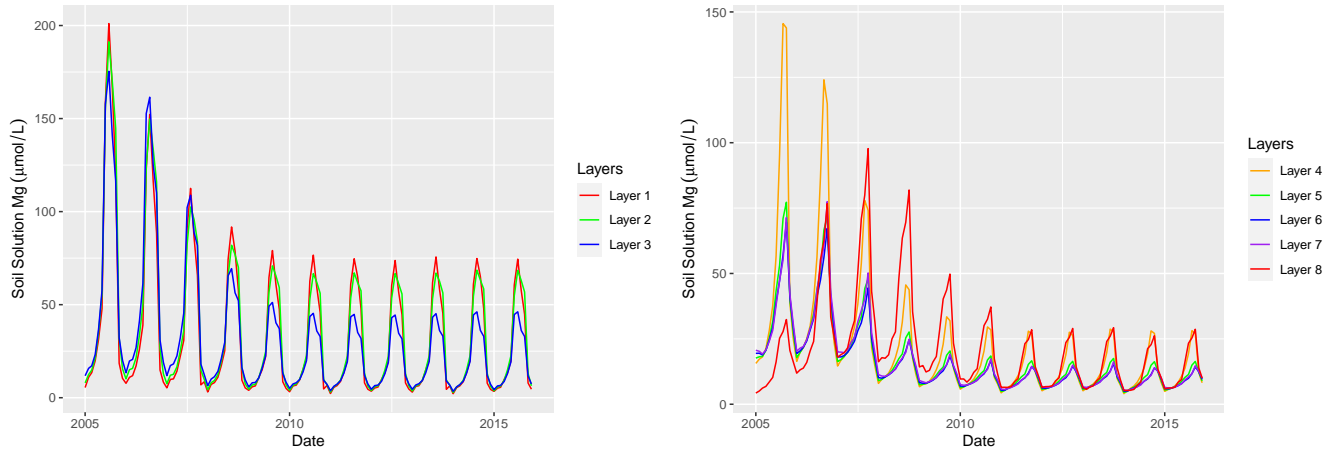 Soil Solution Mg (μmol/L)
200
150
100
50
0
2005
2010
2015
Date
Layers
Layer 1
Layer 2
Layer 3
Soil Solution Mg (μmol/L)
150
100
50
0
2005
2010
2015
Date
Layers
Layer 4
Layer 5
Layer 6
Layer 7
Layer 8